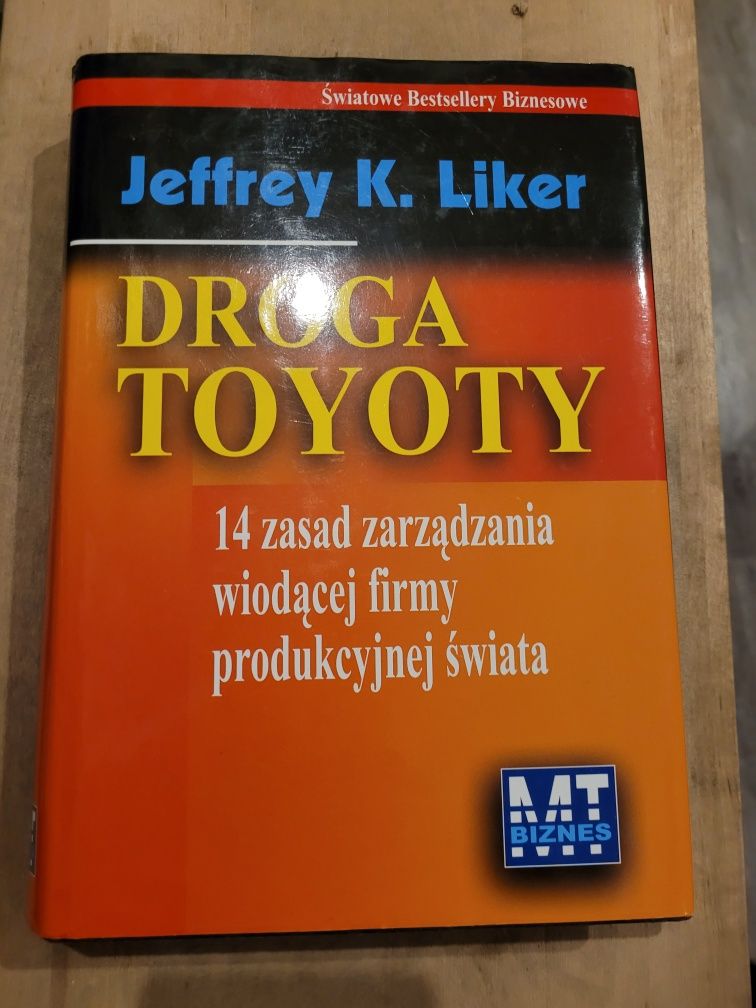 Światowe Bestsellery Biznesowe
Jeffrey K. Liker
DROGA
TOYOTY
14 zasad zarządzania
wiodącej firmy
produkcyjnej świata
MT
BIZNES